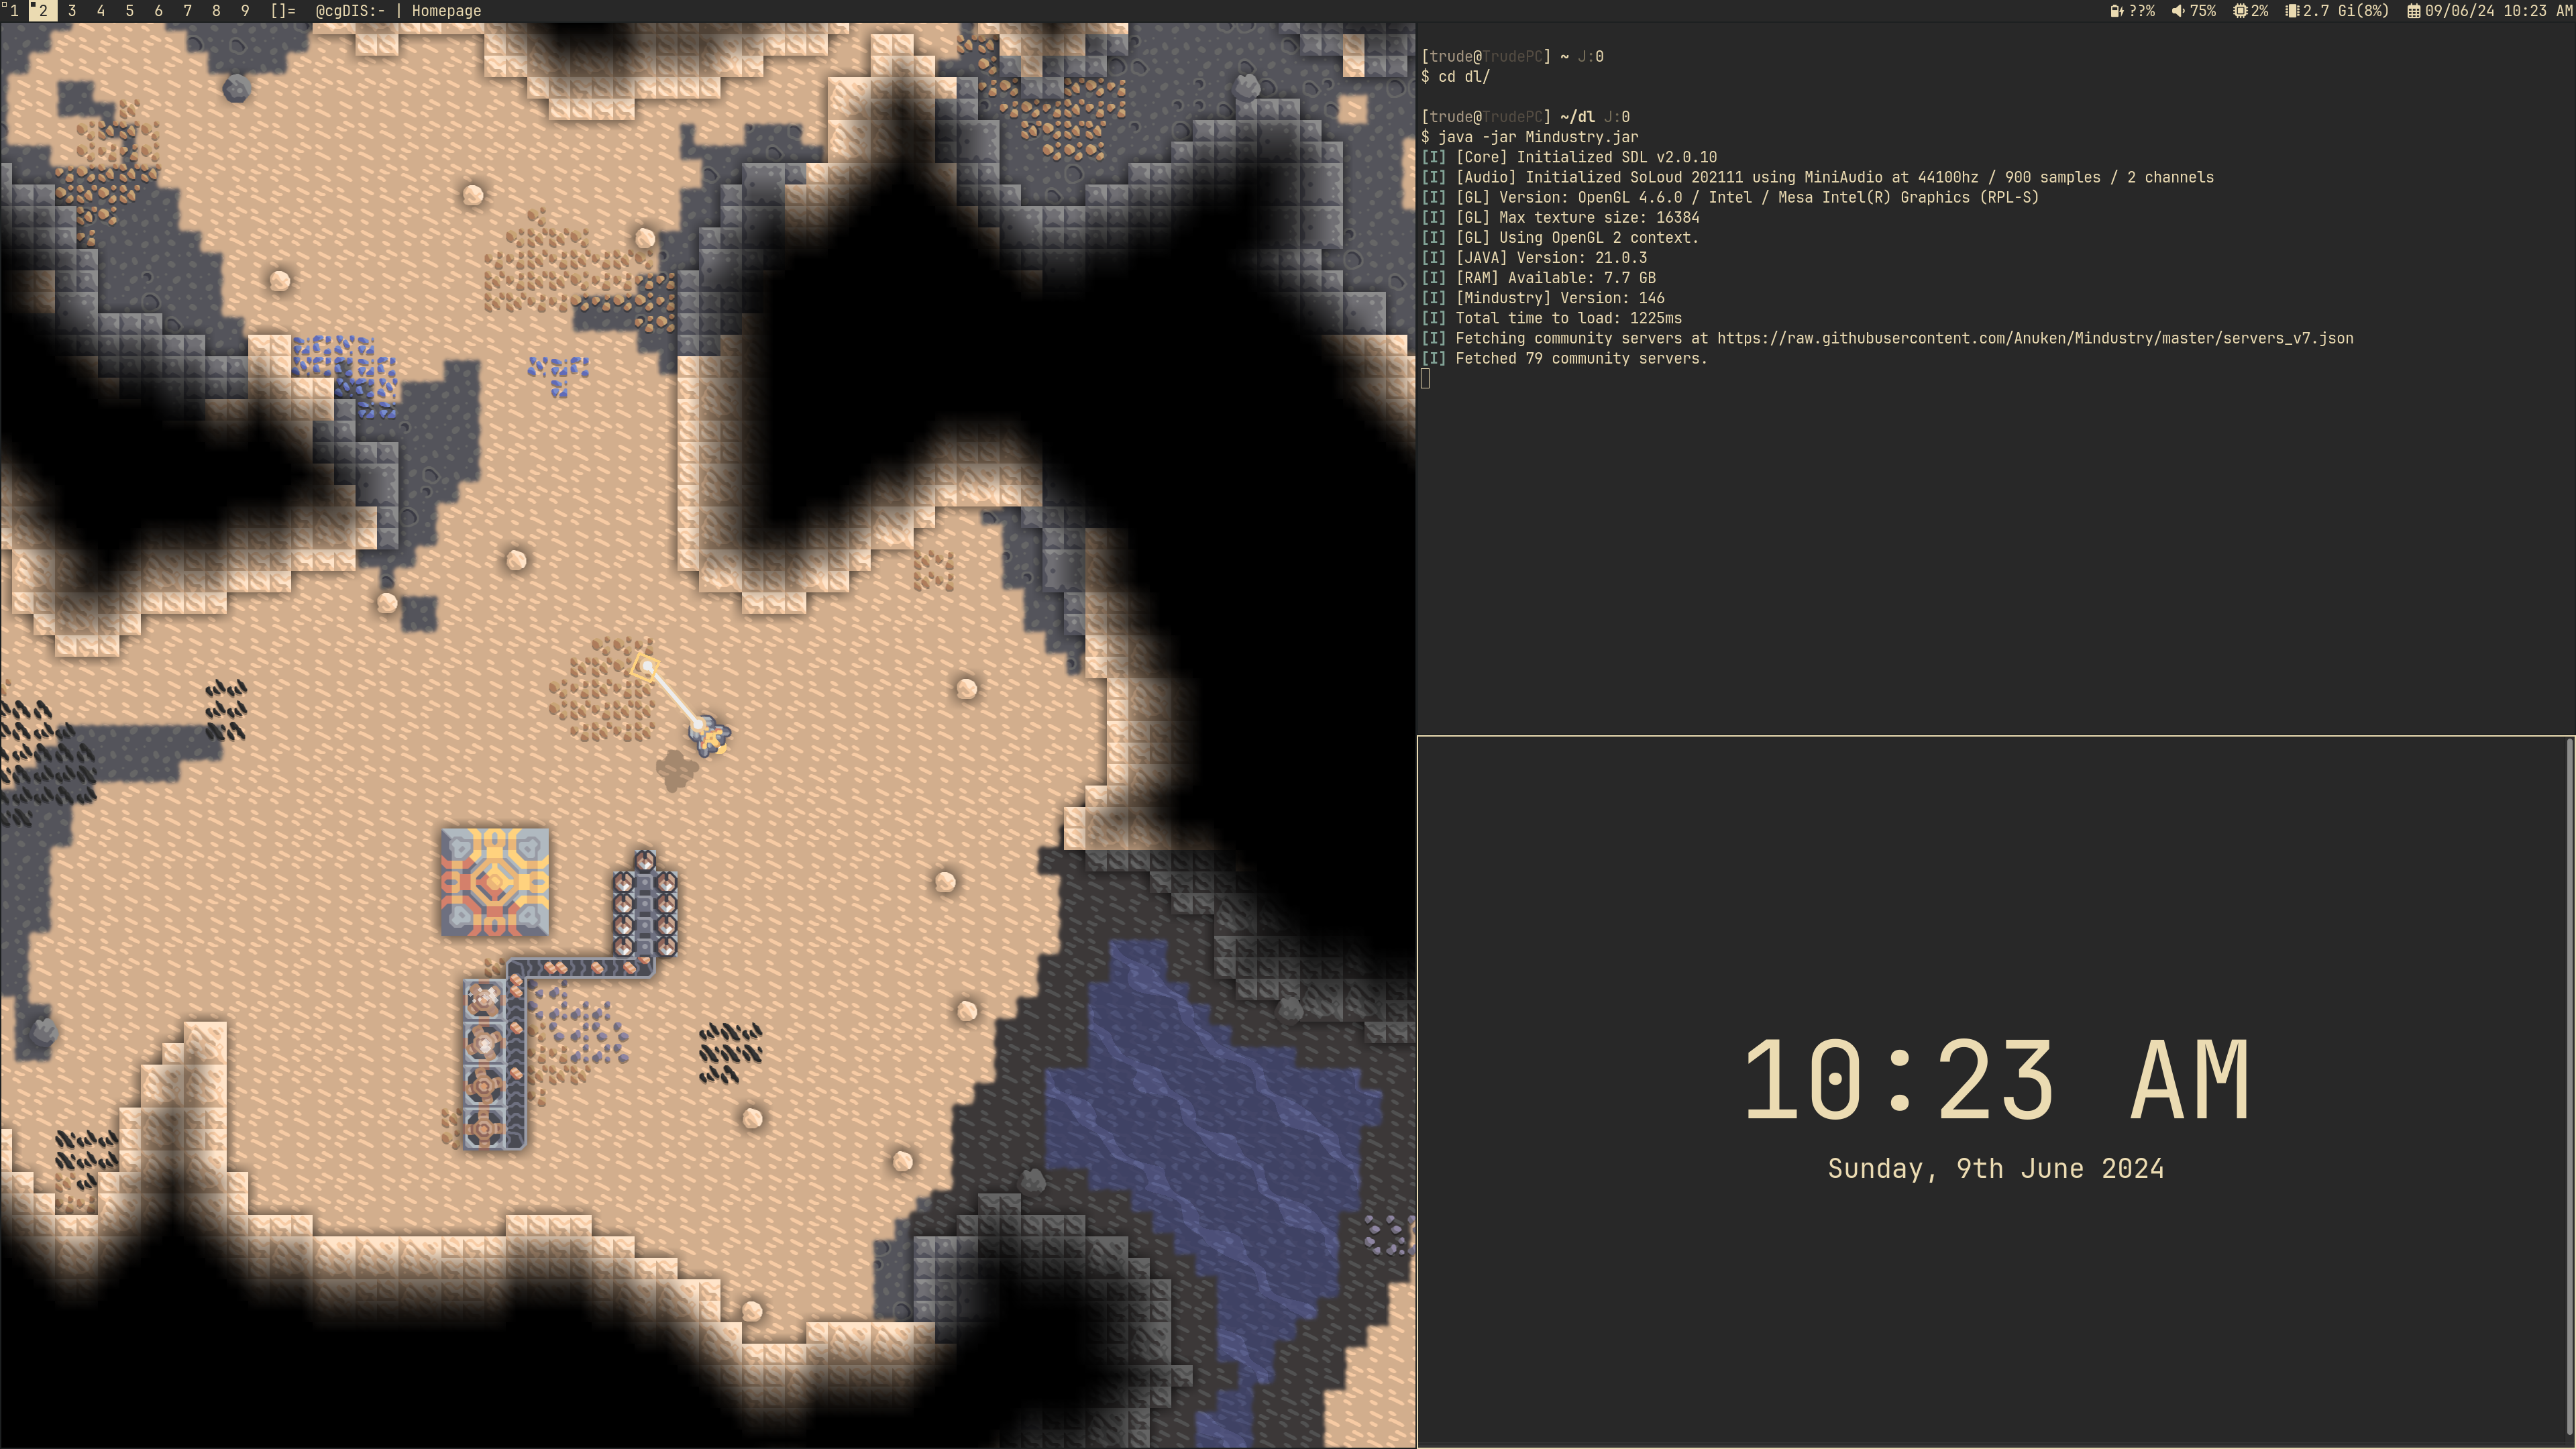 1 2 3 4 5 6 7 8 9 []= @cgDIS:- | Homepage
??% 75% 2% 2.7 Gi(8%) 09/06/24 10:23 AM
[trude@TrudePC] ~ J:0
$ cd dl/
[trude@TrudePC] ~/dl J:0
$ java -jar Mindustry.jar
[I] [Core] Initialized SDL v2.0.10
[I] [Audio] Initialized SoLoud 202111 using MiniAudio at 44100hz / 900 samples / 2 channels
[I] [GL] Version: OpenGL 4.6.0 / Intel / Mesa Intel(R) Graphics (RPL-S)
[I] [GL] Max texture size: 16384
[I] [GL] Using OpenGL 2 context.
[I] [JAVA] Version: 21.0.3
[I] [RAM] Available: 7.7 GB
[I] [Mindustry] Version: 146
[I] Total time to load: 1225ms
[I] Fetching community servers at https://raw.githubusercontent.com/Anuken/Mindustry/master/servers_v7.json
[I] Fetched 79 community servers.
10:23 AM
Sunday, 9th June 2024